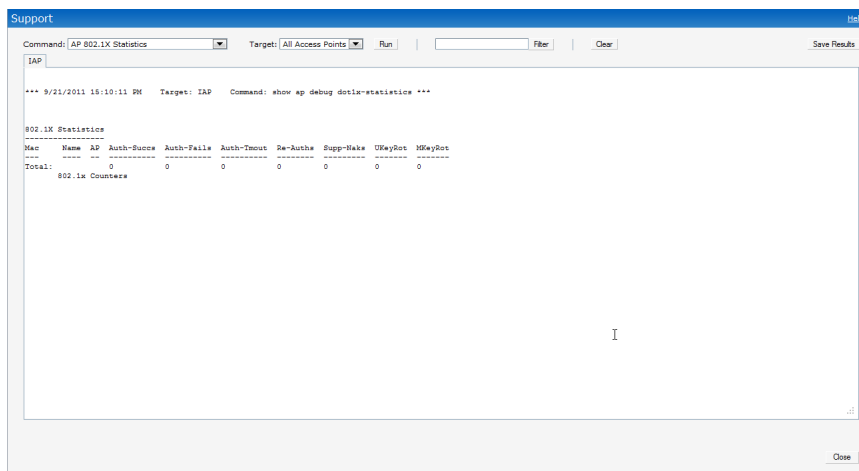 Support Hel
Command: AP 802.1X Statistics Target: All Access Points Run Filter Clear Save Results
IAP
*** 9/21/2011 15:10:11 PM Target: IAP Command: show ap debug dot1x-statistics ***
802.1X Statistics
-----------------
Mac Name AP Auth-Succs Auth-Fails Auth-Tmout Re-Auths Supp-Naks UKeyRot MKeyRot
--- ---- -- ---------- ---------- ---------- -------- --------- ------- -------
Total: 0 0 0 0 0 0 0
802.1x Counters
Close